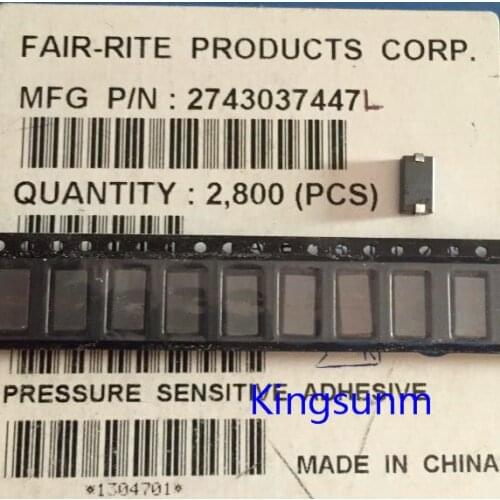 FAIR-RITE PRODUCTS CORP.
MFG P/N : 2743037447L
QUANTITY : 2,800 (PCS)
PRESSURE SENSITIVE ADHESIVE
Kingsunm
MADE IN CHINA
*1304701*